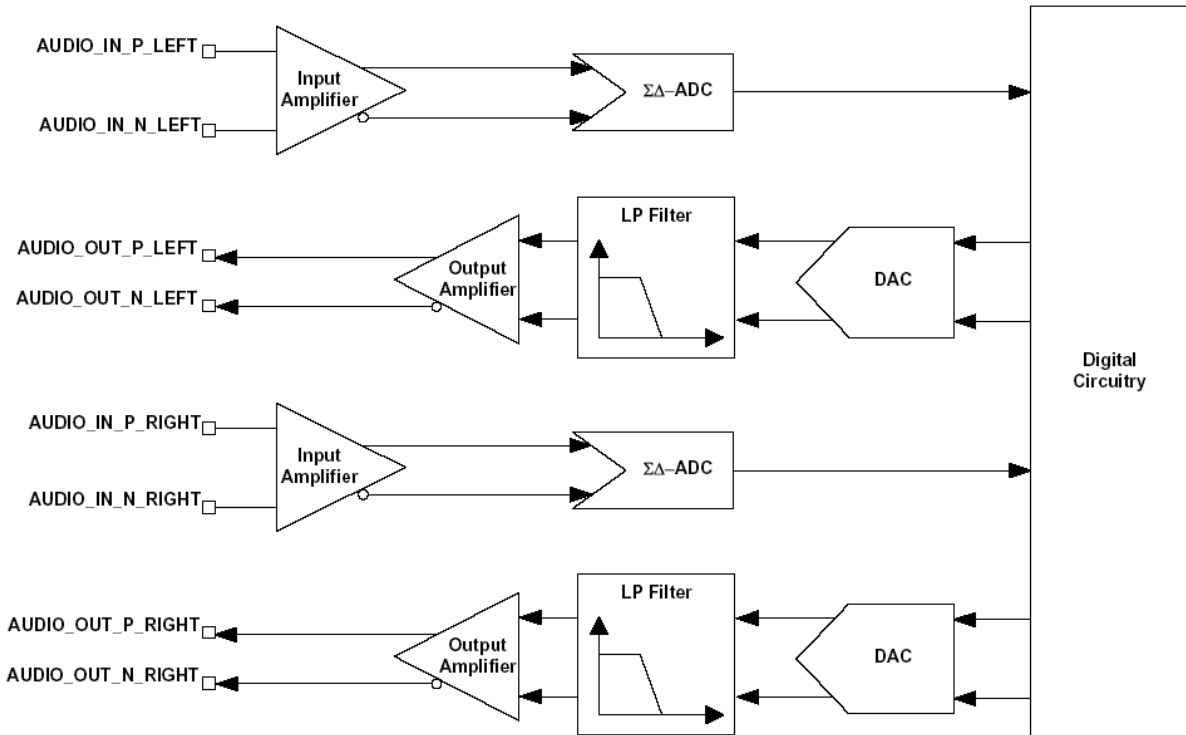 AUDIO_IN_P_LEFT
AUDIO_IN_N_LEFT
Input
Amplifier
ΣΔ–ADC
AUDIO_OUT_P_LEFT
AUDIO_OUT_N_LEFT
Output
Amplifier
LP Filter
DAC
Digital
Circuitry
AUDIO_IN_P_RIGHT
AUDIO_IN_N_RIGHT
Input
Amplifier
ΣΔ–ADC
AUDIO_OUT_P_RIGHT
AUDIO_OUT_N_RIGHT
Output
Amplifier
LP Filter
DAC